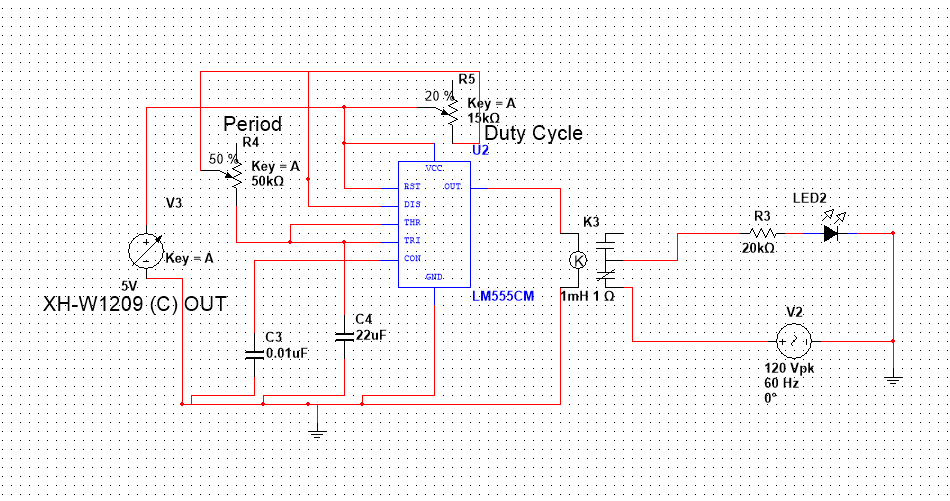 R5
20 %
Key = A
15kΩ
Duty Cycle
Period
R4
50 %
Key = A
50kΩ
U2
VCC
RST
OUT
DIS
THR
TRI
CON
GND
LM555CM
V3
Key = A
5V
XH-W1209 (C) OUT
C3
0.01uF
C4
22uF
K3
K
1mH 1 Ω
R3
20kΩ
LED2
V2
120 Vpk
60 Hz
0°